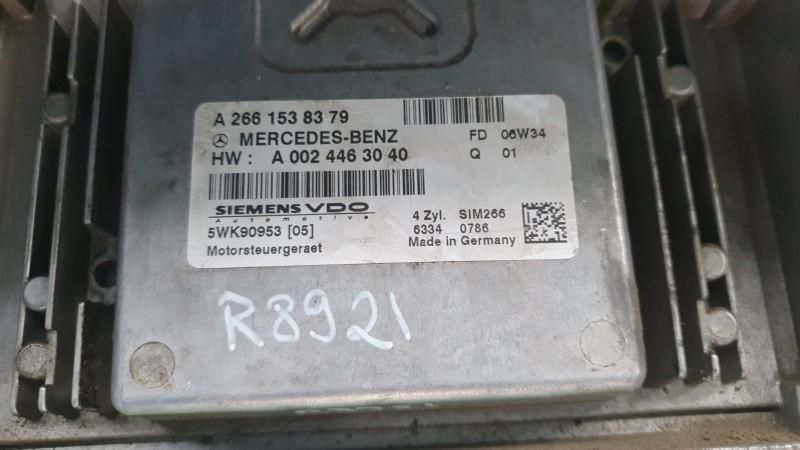 A 266 153 83 79
MERCEDES-BENZ FD 06W34
HW : A 002 446 30 40 Q 01
SIEMENS VDO
Automotive
4 Zyl. SIM266
5WK90953 [05] 6334 0786
Motorsteuergeraet Made in Germany
R8921